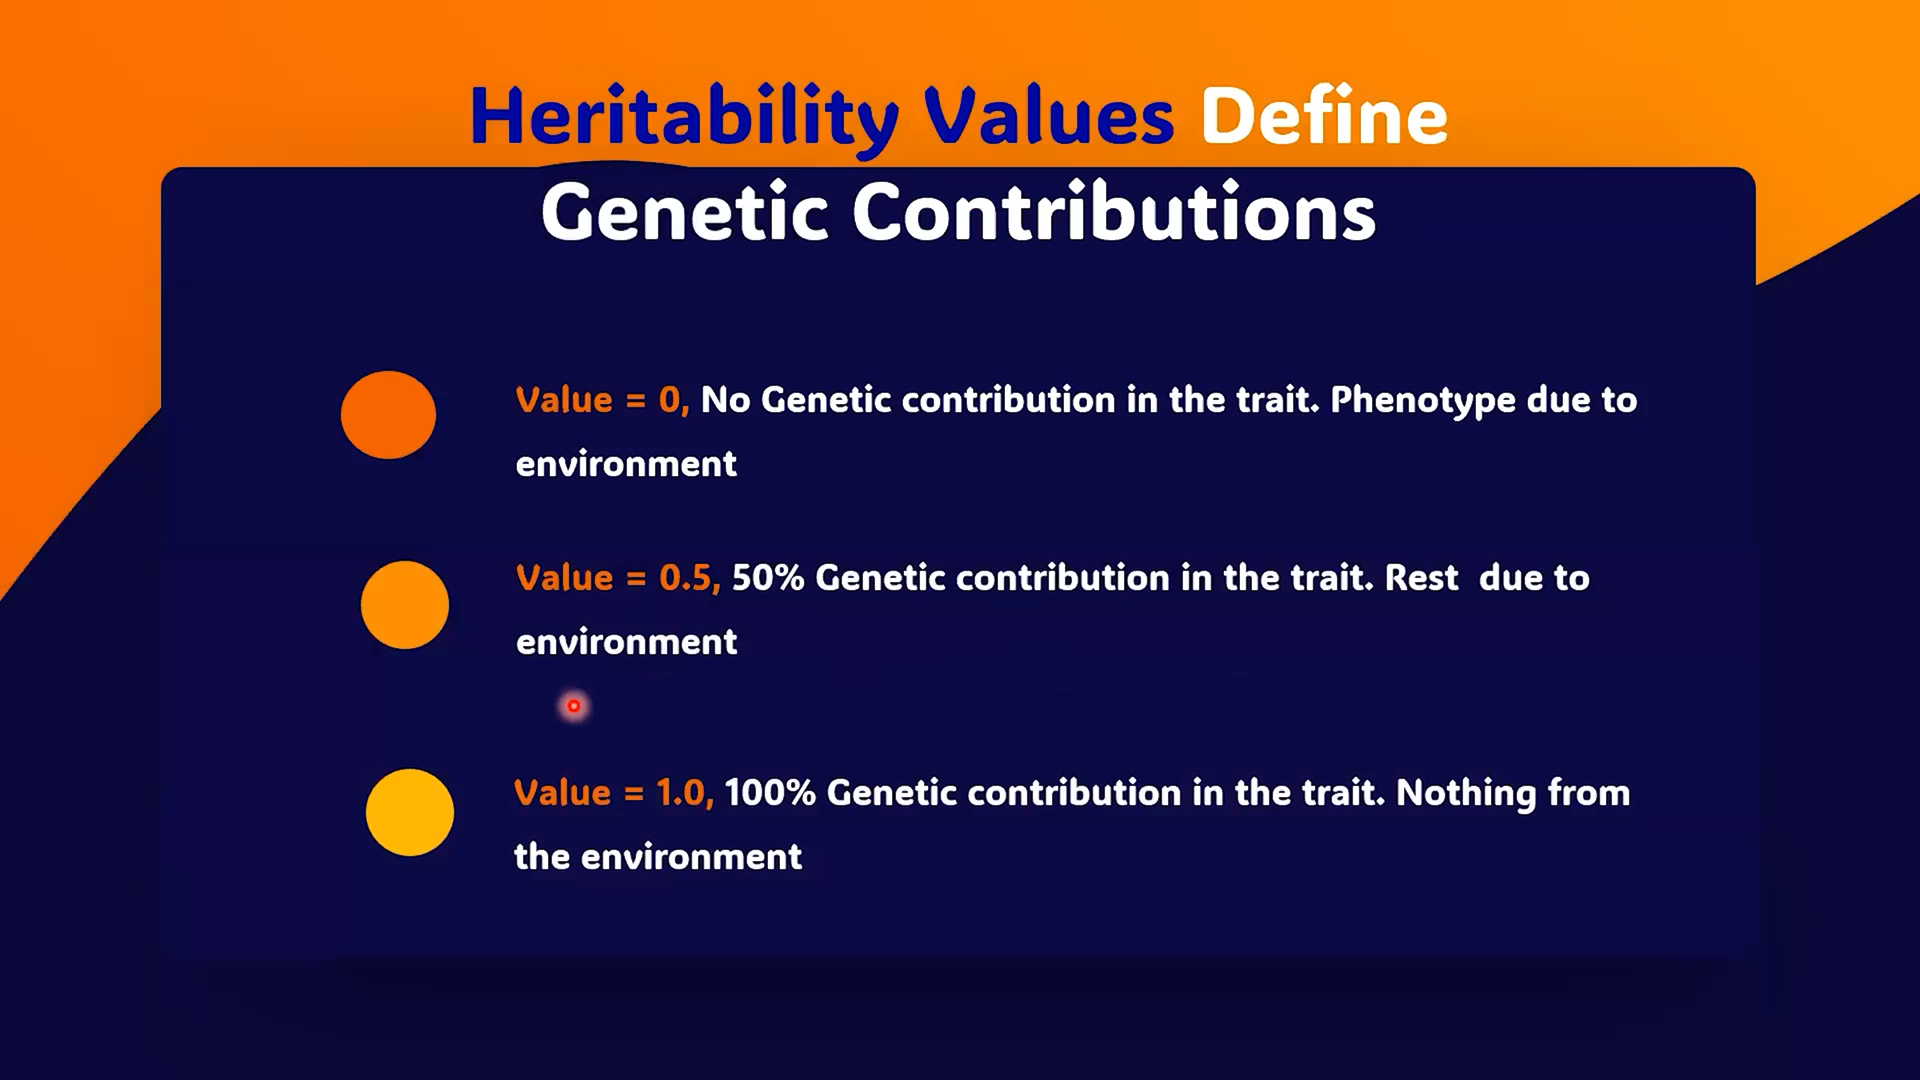 Heritability Values Define
Genetic Contributions
Value = 0, No Genetic contribution in the trait. Phenotype due to
environment
Value = 0.5, 50% Genetic contribution in the trait. Rest  due to
environment
Value = 1.0, 100% Genetic contribution in the trait. Nothing from
the environment